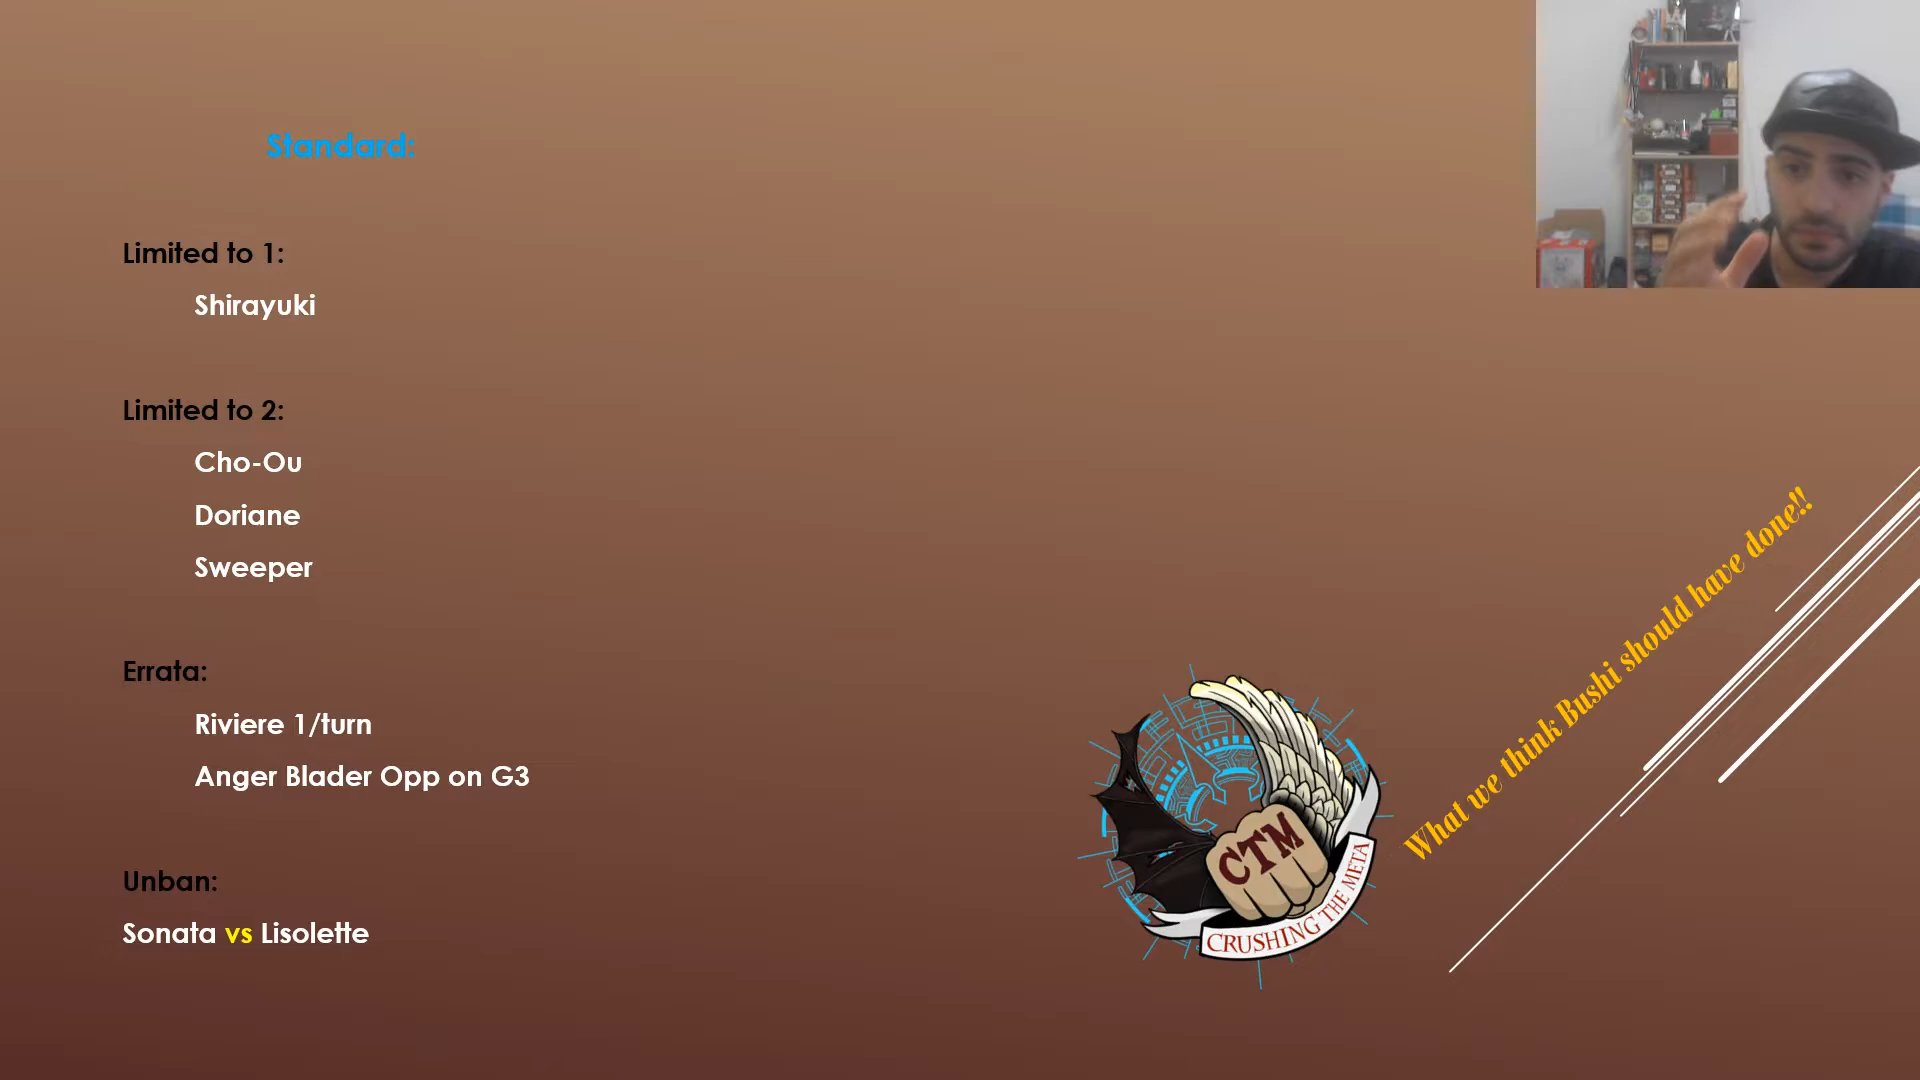 Standard:
Limited to 1:
Shirayuki
Limited to 2:
Cho-Ou
Doriane
Sweeper
Errata:
Riviere 1/turn
Anger Blader Opp on G3
Unban:
Sonata vs Lisolette
What we think Bushi should have done!!
CTM
CRUSHING THE META